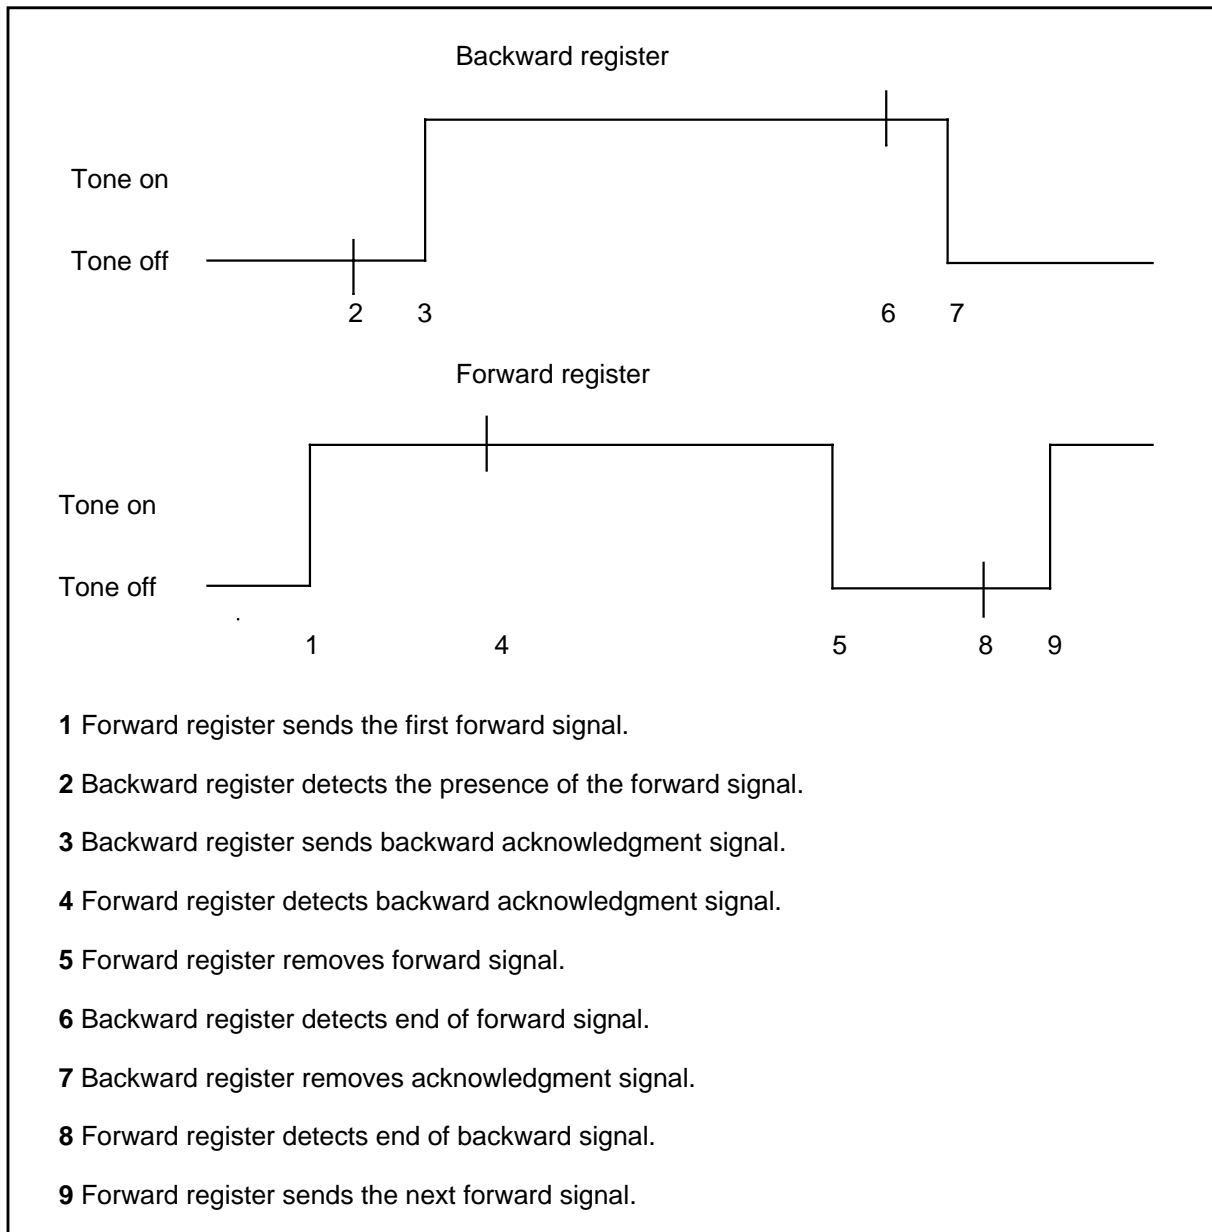 Backward register
Tone on
Tone off
2 3 6 7
Forward register
Tone on
Tone off
1 4 5 8 9
1 Forward register sends the first forward signal.
2 Backward register detects the presence of the forward signal.
3 Backward register sends backward acknowledgment signal.
4 Forward register detects backward acknowledgment signal.
5 Forward register removes forward signal.
6 Backward register detects end of forward signal.
7 Backward register removes acknowledgment signal.
8 Forward register detects end of backward signal.
9 Forward register sends the next forward signal.